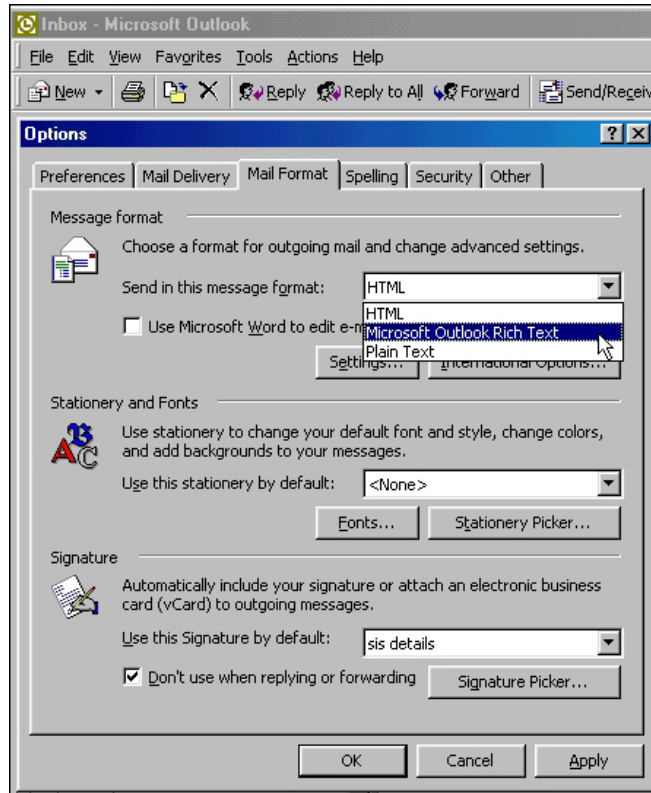 Inbox - Microsoft Outlook
File Edit View Favorites Tools Actions Help
New Reply Reply to All Forward Send/Receiv
Options
Preferences Mail Delivery Mail Format Spelling Security Other
Message format
Choose a format for outgoing mail and change advanced settings.
Send in this message format: HTML
HTML
Use Microsoft Word to edit e-m Microsoft Outlook Rich Text
Plain Text
Settings... International Options...
Stationery and Fonts
Use stationery to change your default font and style, change colors,
and add backgrounds to your messages.
Use this stationery by default: <None>
Fonts... Stationery Picker...
Signature
Automatically include your signature or attach an electronic business
card (vCard) to outgoing messages.
Use this Signature by default: sis details
Don't use when replying or forwarding Signature Picker...
OK Cancel Apply